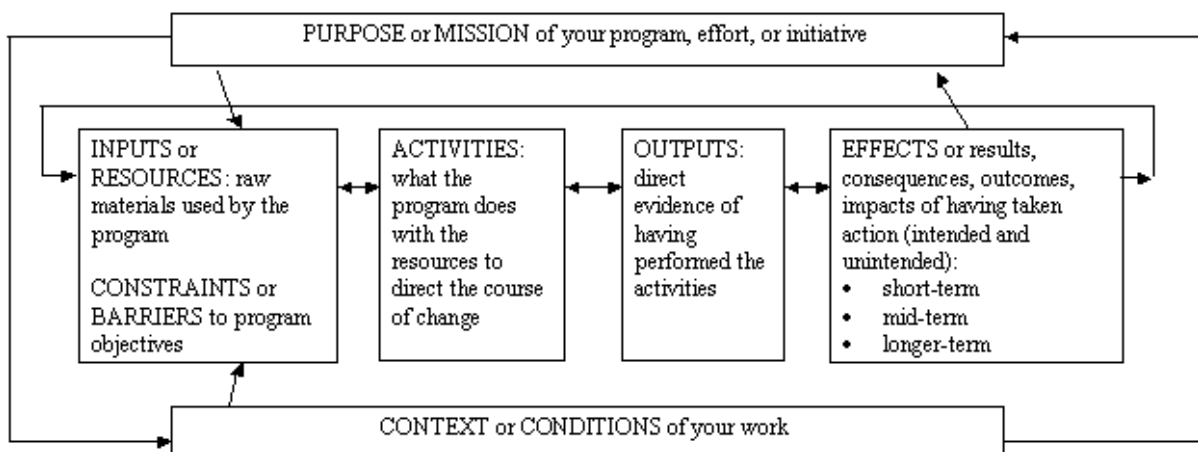 PURPOSE or MISSION of your program, effort, or initiative
INPUTS or
RESOURCES: raw
materials used by the
program
CONSTRAINTS or
BARRIERS to program
objectives
ACTIVITIES:
what the
program does
with the
resources to
direct the course
of change
OUTPUTS:
direct
evidence of
having
performed the
activities
EFFECTS or results,
consequences, outcomes,
impacts of having taken
action (intended and
unintended):
• short-term
• mid-term
• longer-term
CONTEXT or CONDITIONS of your work